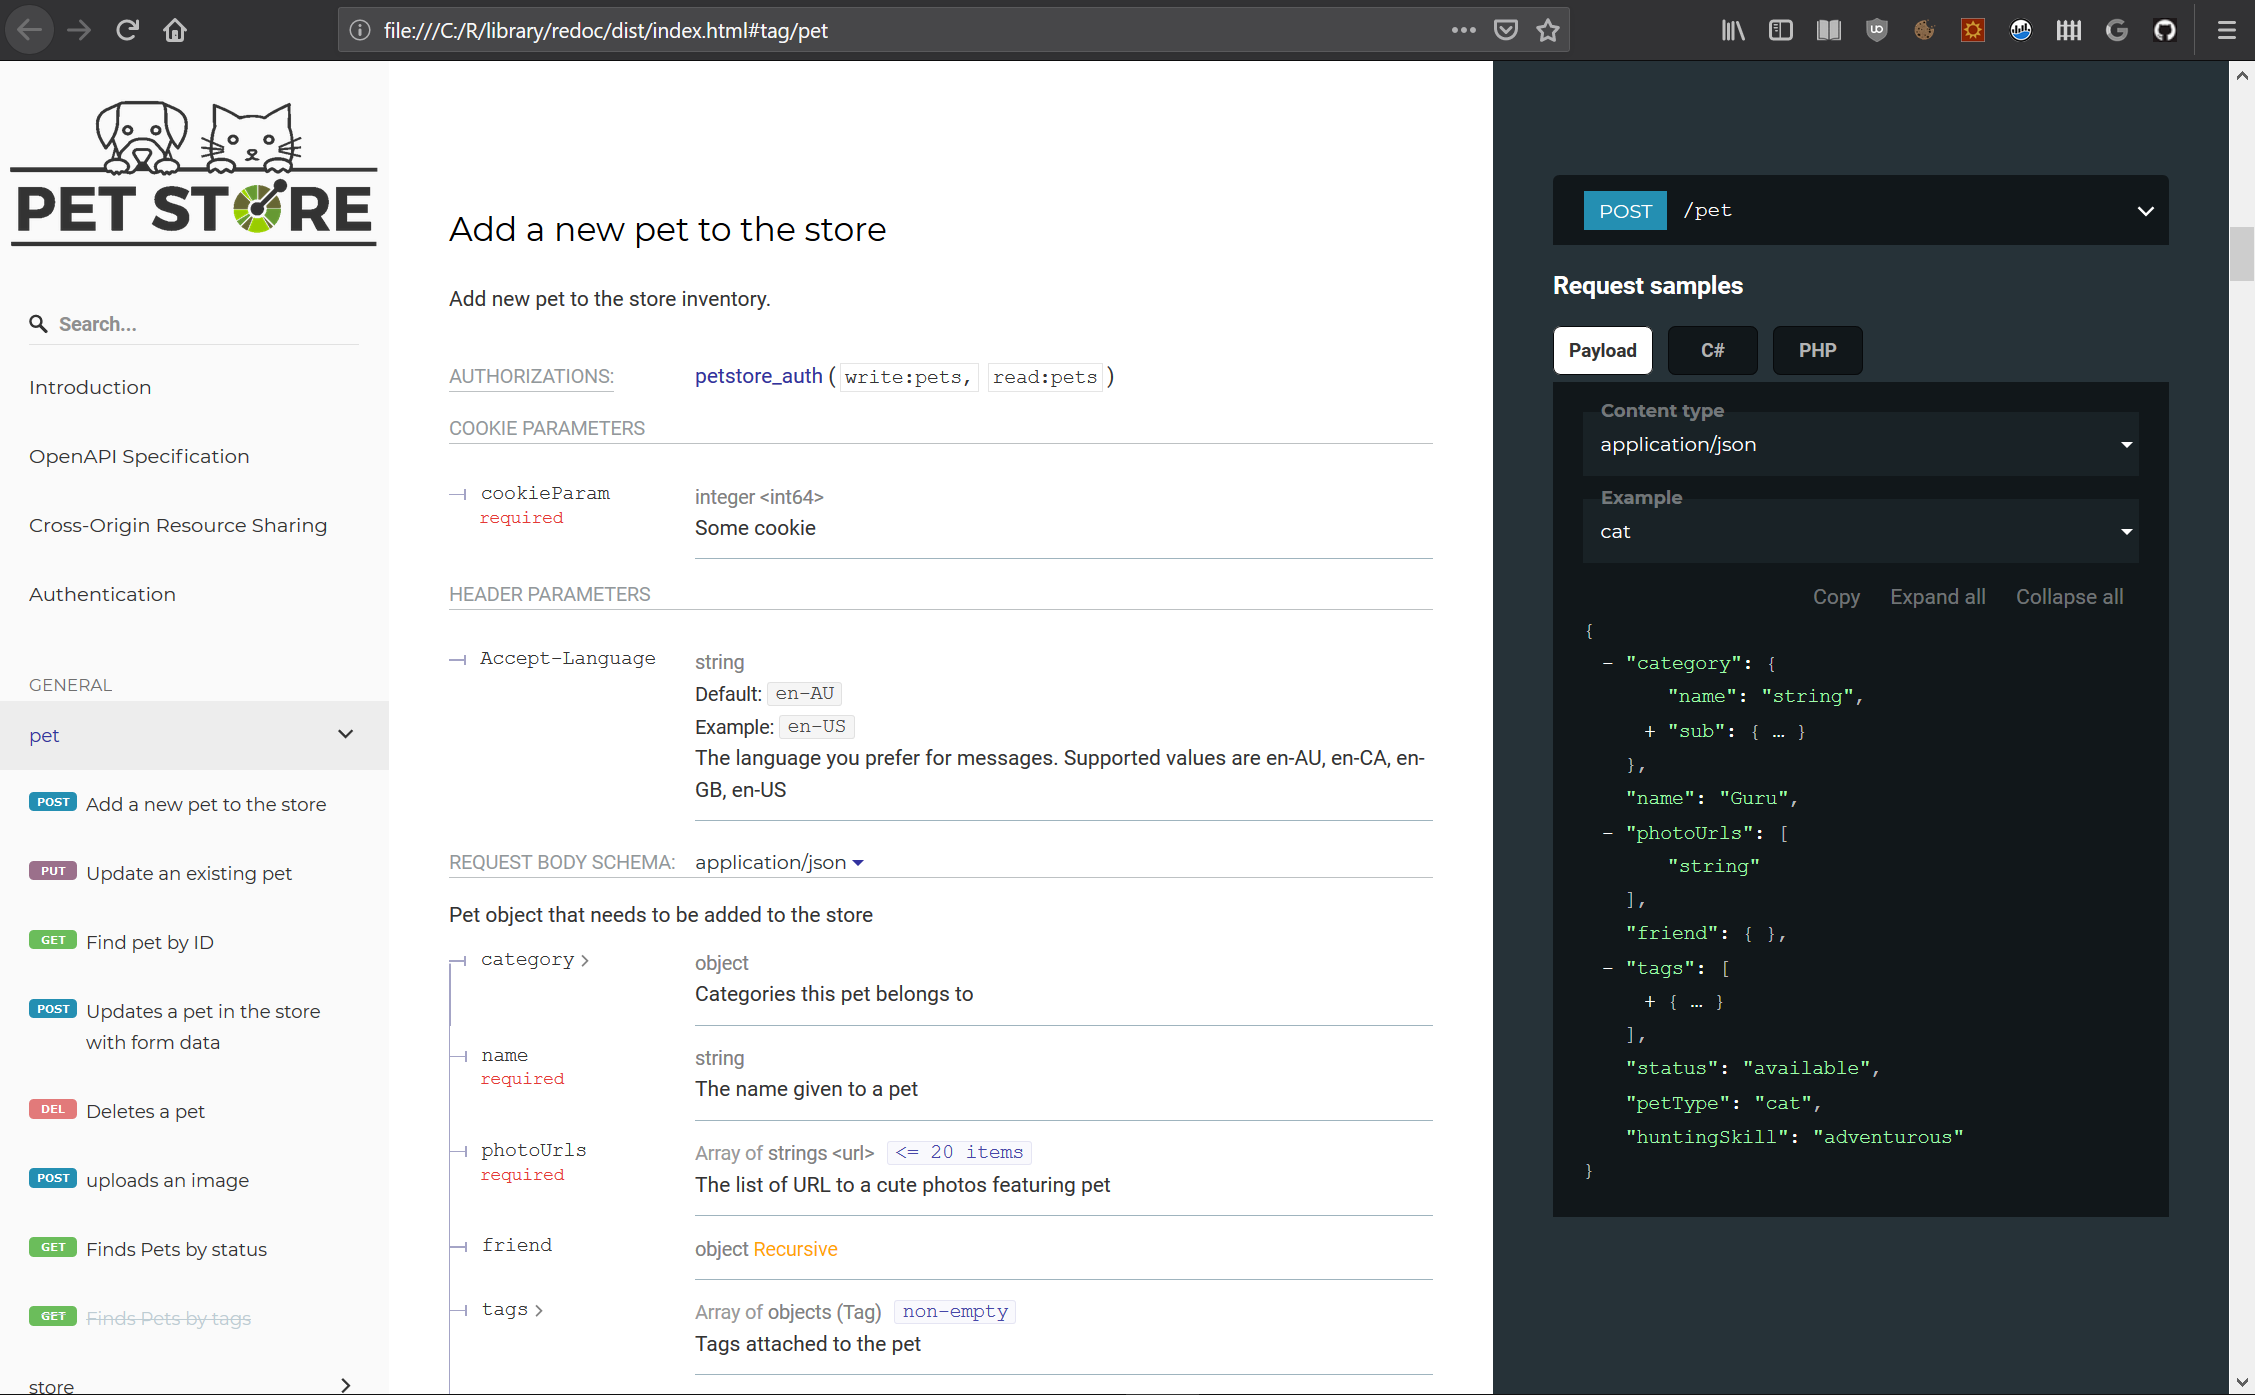 file:///C:/R/library/redoc/dist/index.html#tag/pet
PET STORE
Search...
Introduction
OpenAPI Specification
Cross-Origin Resource Sharing
Authentication
GENERAL
pet
POST Add a new pet to the store
PUT Update an existing pet
GET Find pet by ID
POST Updates a pet in the store
with form data
DEL Deletes a pet
POST uploads an image
GET Finds Pets by status
GET Finds Pets by tags
store
Add a new pet to the store
Add new pet to the store inventory.
AUTHORIZATIONS: petstore_auth ( write:pets, read:pets )
COOKIE PARAMETERS
cookieParam integer <int64>
required
Some cookie
HEADER PARAMETERS
Accept-Language string
Default: en-AU
Example: en-US
The language you prefer for messages. Supported values are en-AU, en-CA, en-
GB, en-US
REQUEST BODY SCHEMA: application/json
Pet object that needs to be added to the store
category > object
Categories this pet belongs to
name string
required
The name given to a pet
photoUrls Array of strings <url> <= 20 items
required
The list of URL to a cute photos featuring pet
friend object Recursive
tags > Array of objects (Tag) non-empty
Tags attached to the pet
POST /pet
Request samples
Payload C# PHP
Content type
application/json
Example
cat
Copy Expand all Collapse all
{
- "category": {
"name": "string",
+ "sub": { … }
},
"name": "Guru",
- "photoUrls": [
"string"
],
"friend": { },
- "tags": [
+ { … }
],
"status": "available",
"petType": "cat",
"huntingSkill": "adventurous"
}